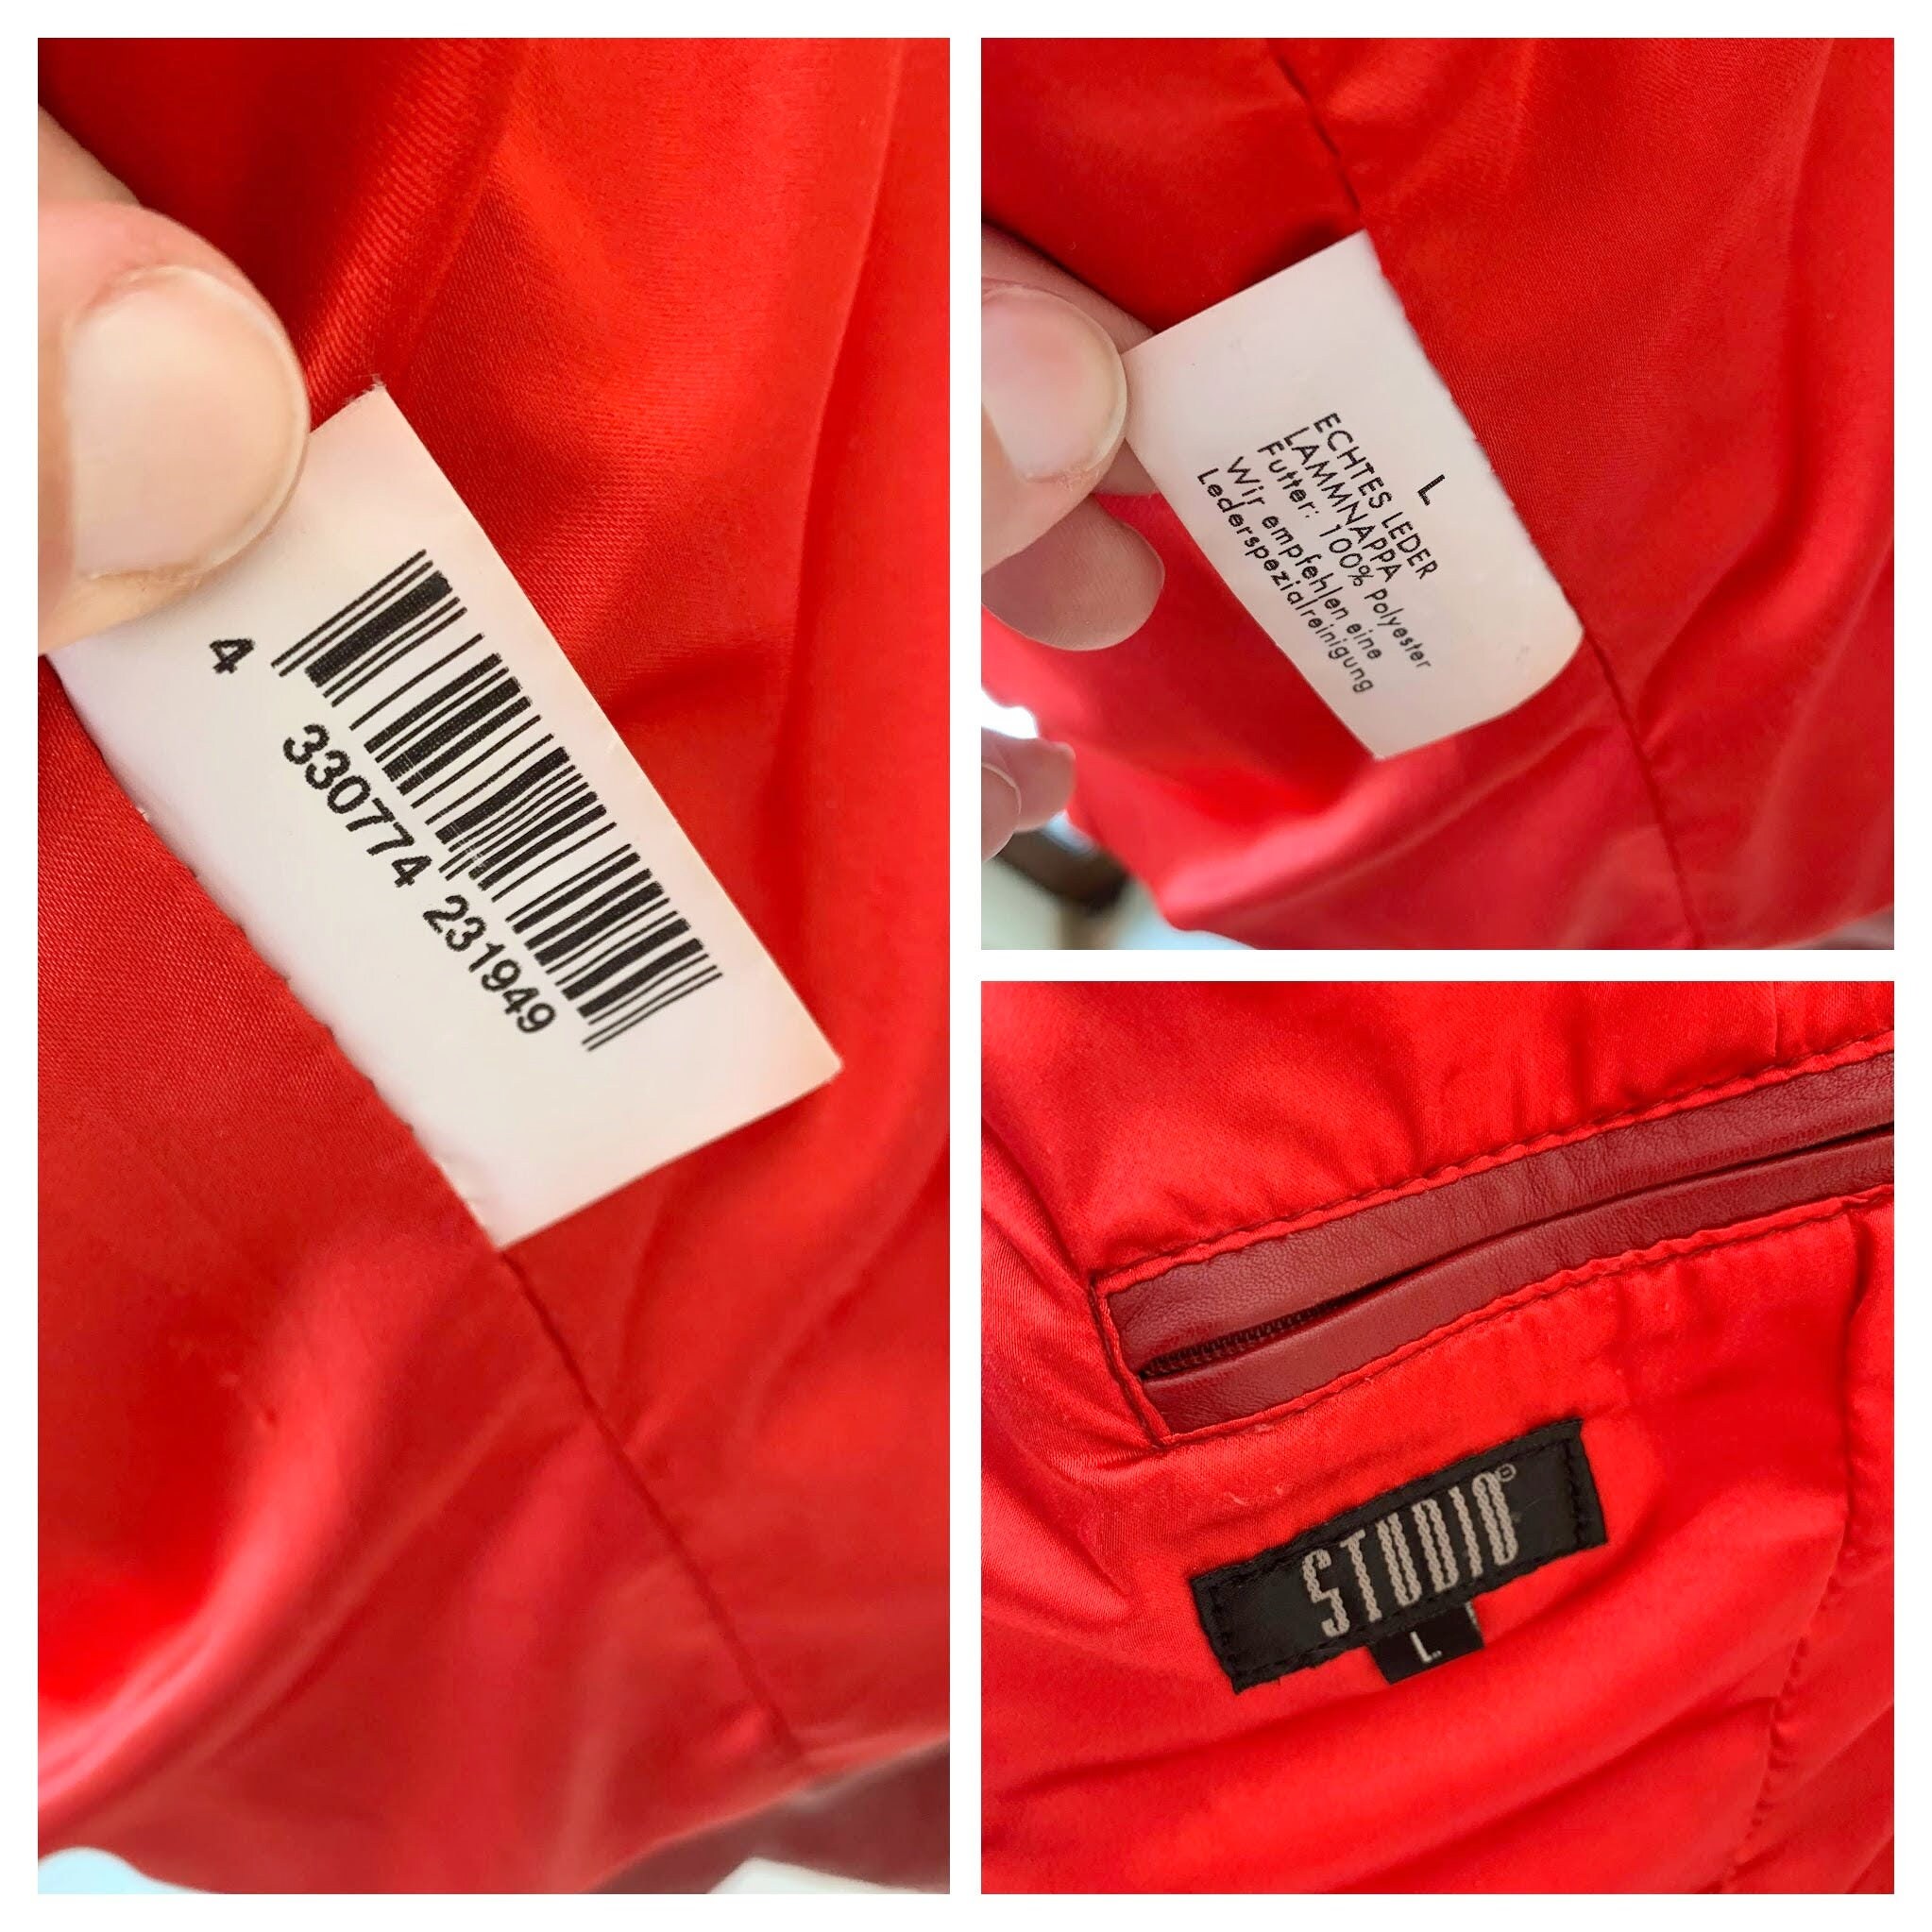 4 330774 231949
L
ECHTES LEDER
LAMMNAPPA
Futter: 100% Polyester
Wir empfehlen eine
Lederspezialreinigung
STUDIO
L